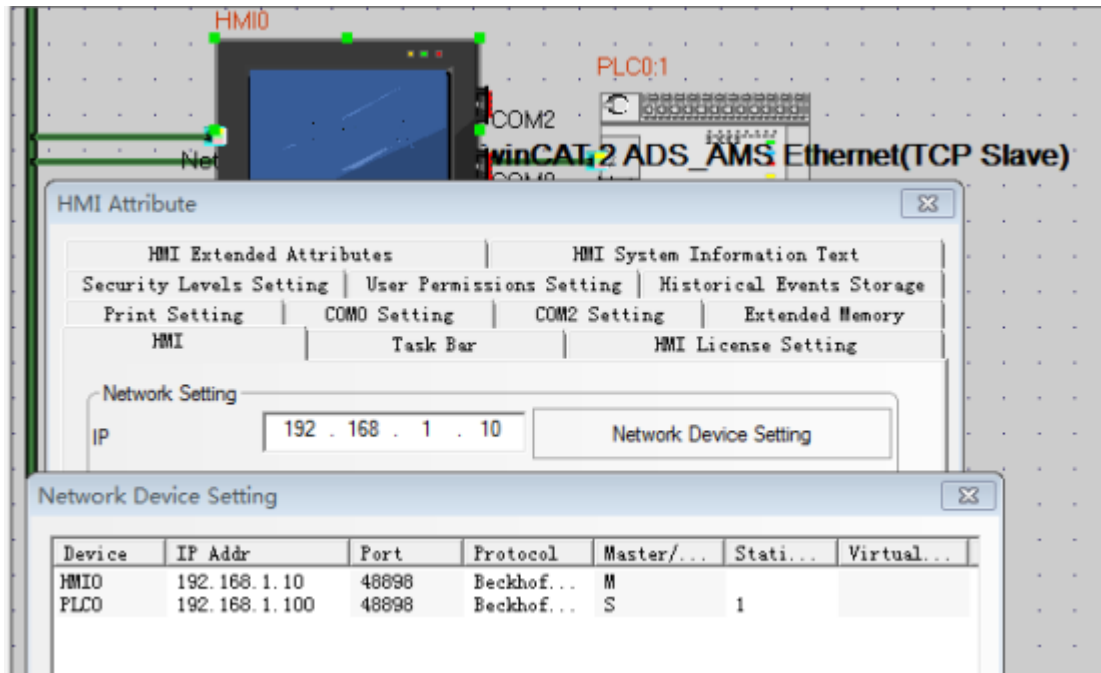 HMI0
PLC0:1
COM2
Net
winCAT 2 ADS_AMS Ethernet(TCP Slave)
HMI Attribute
HMI Extended Attributes
HMI System Information Text
Security Levels Setting
User Permissions Setting
Historical Events Storage
Print Setting
COM0 Setting
COM2 Setting
Extended Memory
HMI
Task Bar
HMI License Setting
Network Setting
IP
192 . 168 . 1 . 10
Network Device Setting
Network Device Setting
Device IP Addr Port Protocol Master/... Stati... Virtual...
HMI0 192.168.1.10 48898 Beckhof... M
PLC0 192.168.1.100 48898 Beckhof... S 1